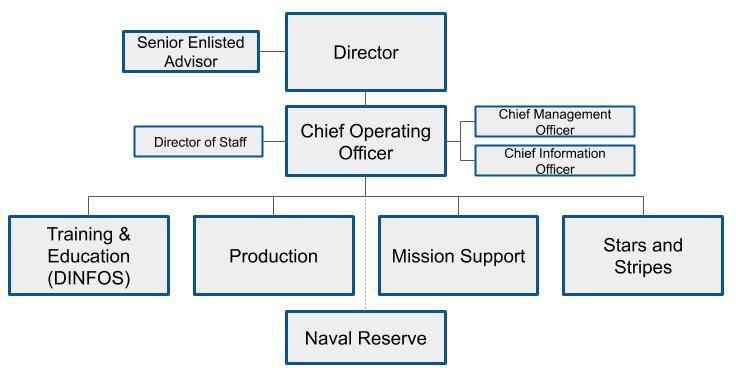 Senior Enlisted
Advisor
Director
Chief Operating
Officer
Director of Staff
Chief Management
Officer
Chief Information
Officer
Training &
Education
(DINFOS)
Production
Mission Support
Stars and
Stripes
Naval Reserve